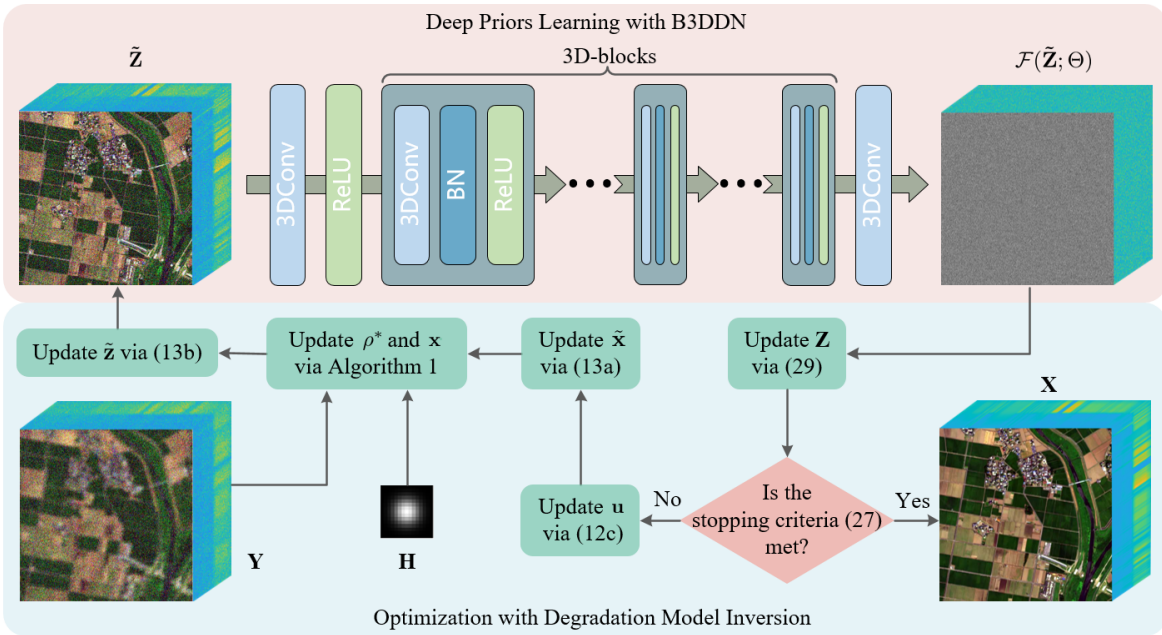 Deep Priors Learning with B3DDN
Z̃
3D-blocks
ℱ(Z̃; Θ)
3DConv
ReLU
3DConv
BN
ReLU
3DConv
Update z̃ via (13b)
Update ρ* and x
via Algorithm 1
Update x̃
via (13a)
Update Z
via (29)
X
Y
H
Update u
via (12c)
No
Is the
stopping criteria (27)
met?
Yes
Optimization with Degradation Model Inversion